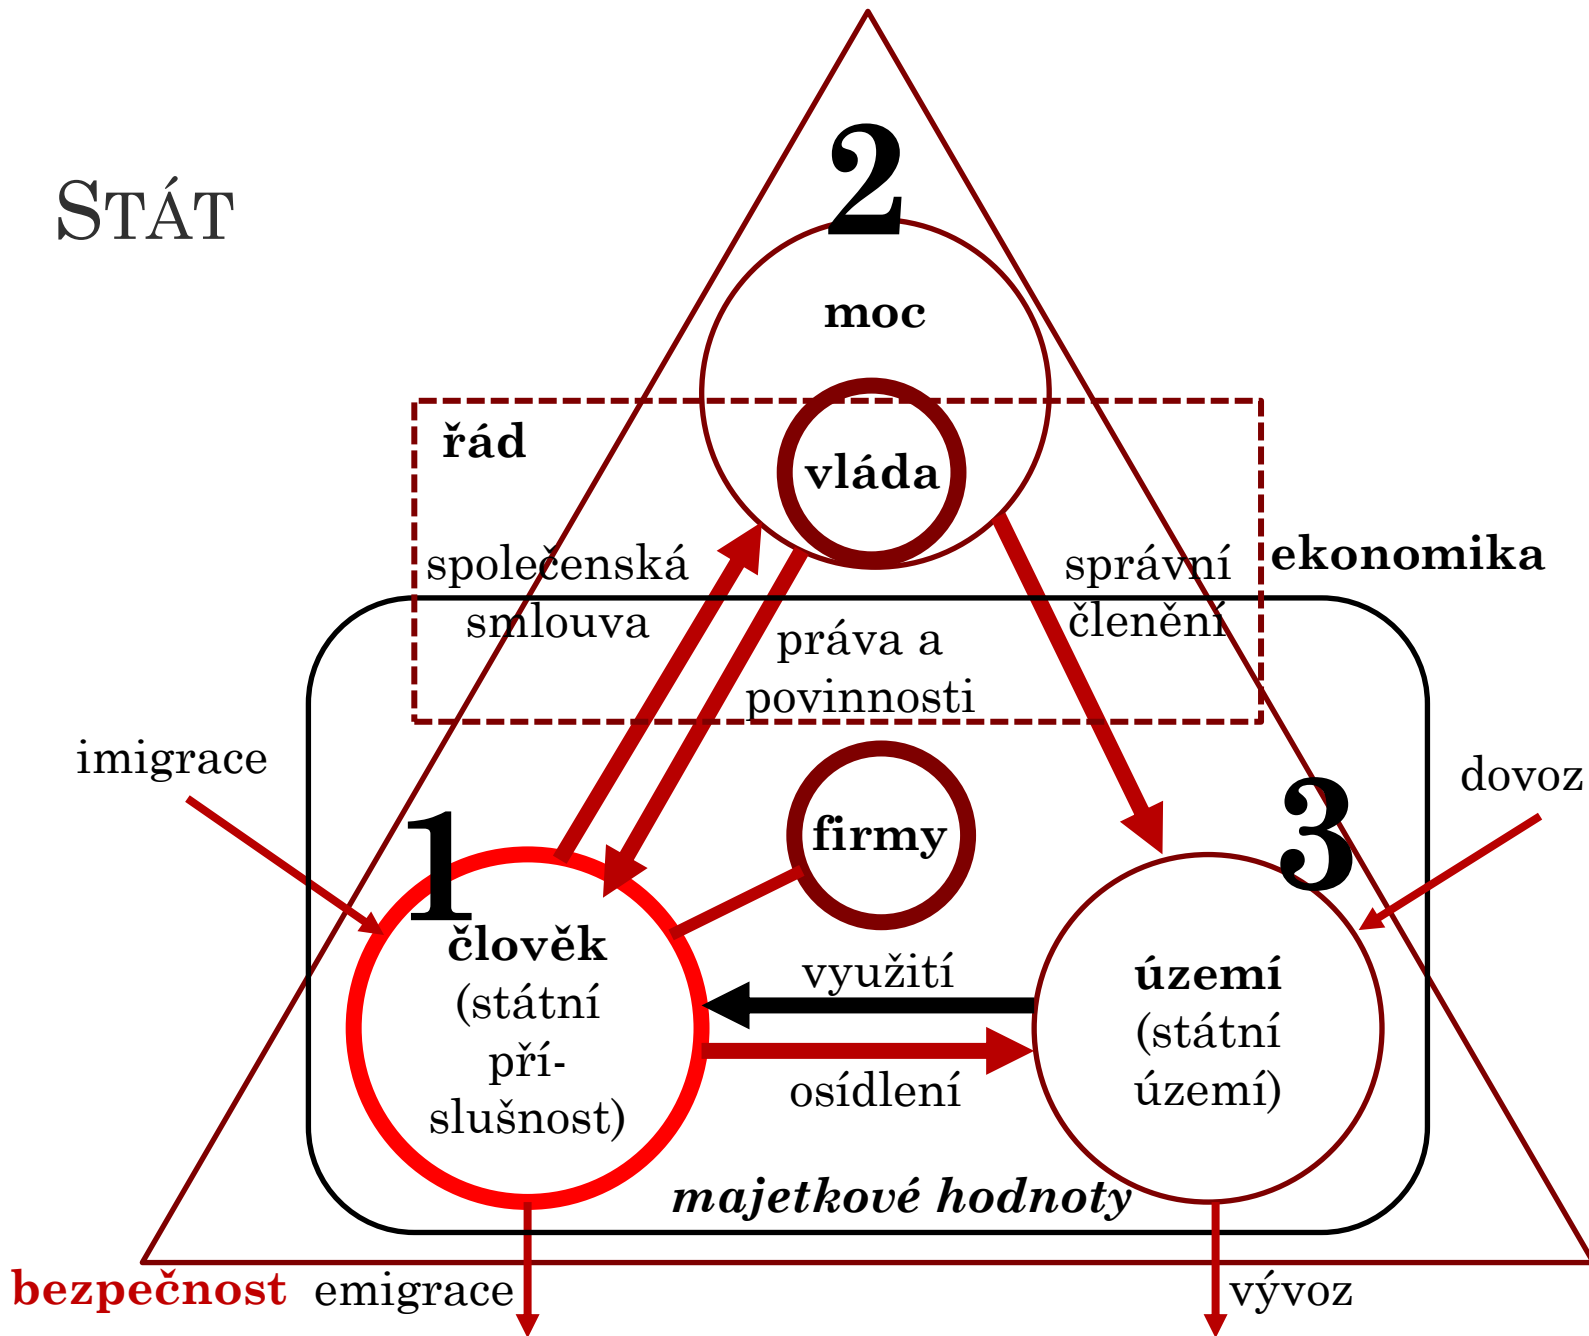 STÁT
2
moc
řád
vláda
společenská
smlouva
správní
členění
ekonomika
práva a
povinnosti
imigrace
dovoz
1
3
firmy
člověk
(státní
pří-
slušnost)
využití
osídlení
území
(státní
území)
majetkové hodnoty
bezpečnost
emigrace
vývoz